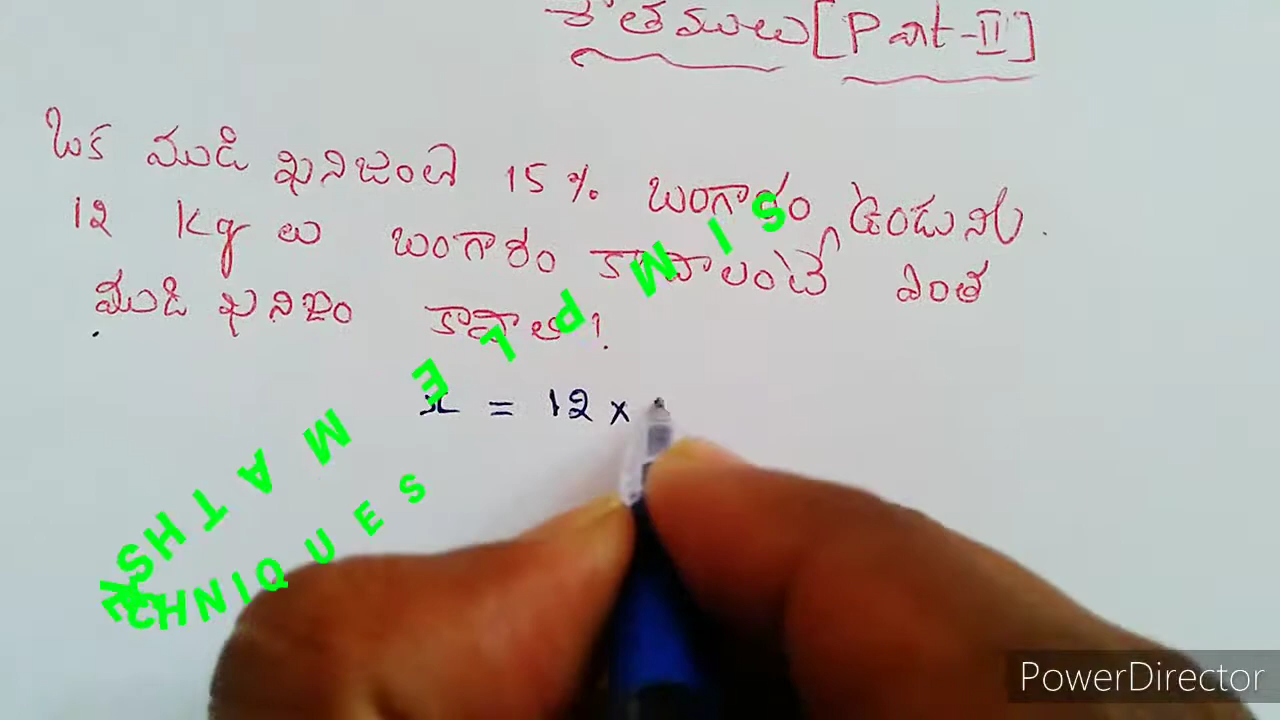 శాతములు [Part-II]
ఒక ముడి ఖనిజంలో 15% బంగారం ఉండును.
12 Kg లు బంగారం కావాలంటే ఎంత
ముడి ఖనిజం కావాలి?
x = 12 ×
SIMPLE MATHS
TECHNIQUES
PowerDirector